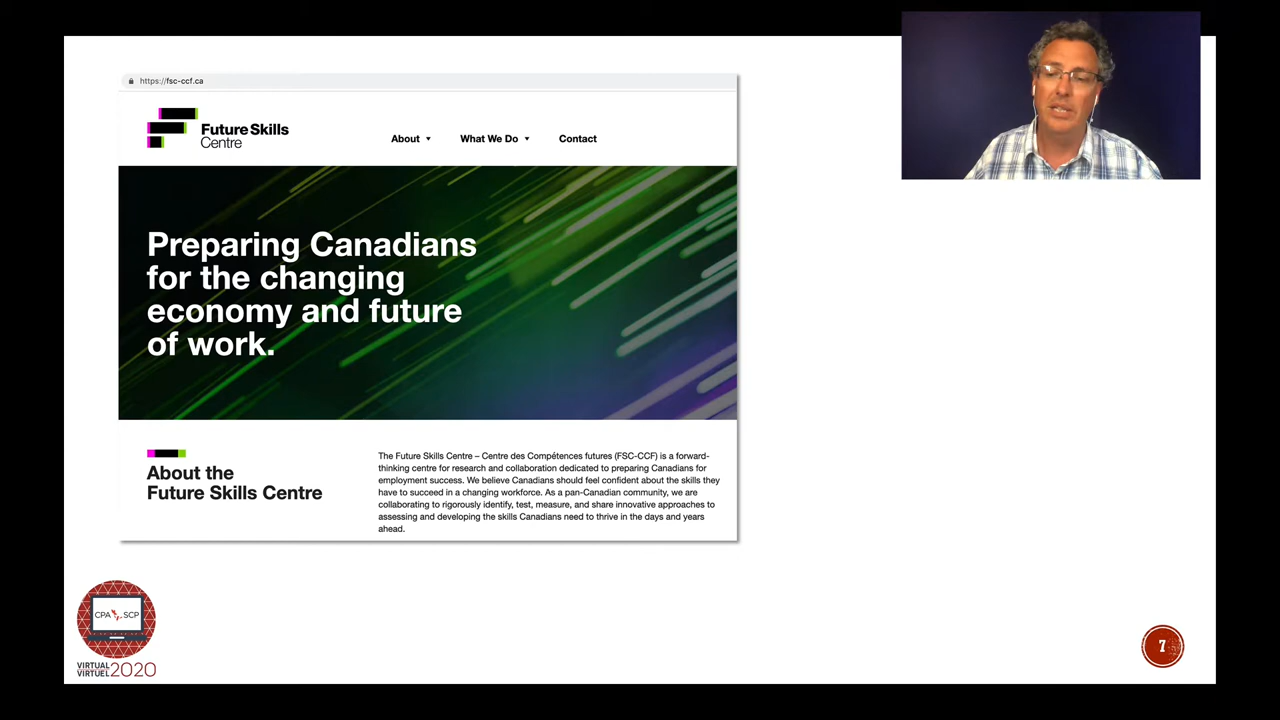 https://fsc-ccf.ca
FutureSkills
Centre
About
What We Do
Contact
Preparing Canadians
for the changing
economy and future
of work.
About the
Future Skills Centre
The Future Skills Centre – Centre des Compétences futures (FSC-CCF) is a forward-
thinking centre for research and collaboration dedicated to preparing Canadians for
employment success. We believe Canadians should feel confident about the skills they
have to succeed in a changing workforce. As a pan-Canadian community, we are
collaborating to rigorously identify, test, measure, and share innovative approaches to
assessing and developing the skills Canadians need to thrive in the days and years
ahead.
CPA SCP
VIRTUAL
VIRTUEL 2020
7